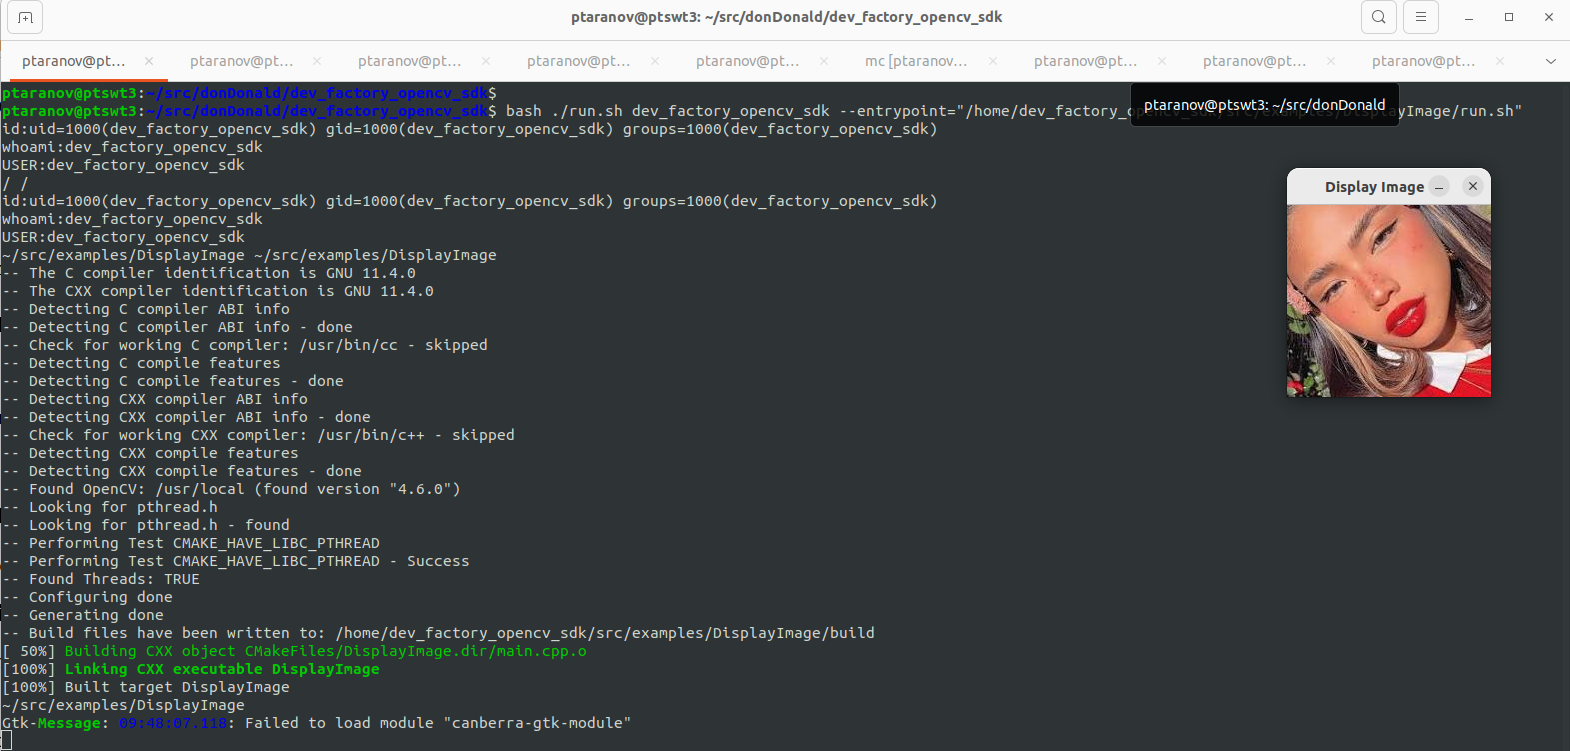 ptaranov@ptswt3: ~/src/donDonald/dev_factory_opencv_sdk
ptaranov@pt... ptaranov@pt... ptaranov@pt... ptaranov@pt... ptaranov@pt... mc [ptaranov... ptaranov@pt... ptaranov@pt... ptaranov@pt...
ptaranov@ptswt3:~/src/donDonald/dev_factory_opencv_sdk$
ptaranov@ptswt3: ~/src/donDonald
ptaranov@ptswt3:~/src/donDonald/dev_factory_opencv_sdk$ bash ./run.sh dev_factory_opencv_sdk --entrypoint="/home/dev_factory_opencv_sdk/src/examples/DisplayImage/run.sh"
id:uid=1000(dev_factory_opencv_sdk) gid=1000(dev_factory_opencv_sdk) groups=1000(dev_factory_opencv_sdk)
whoami:dev_factory_opencv_sdk
USER:dev_factory_opencv_sdk
/ /
Display Image
id:uid=1000(dev_factory_opencv_sdk) gid=1000(dev_factory_opencv_sdk) groups=1000(dev_factory_opencv_sdk)
whoami:dev_factory_opencv_sdk
USER:dev_factory_opencv_sdk
~/src/examples/DisplayImage ~/src/examples/DisplayImage
-- The C compiler identification is GNU 11.4.0
-- The CXX compiler identification is GNU 11.4.0
-- Detecting C compiler ABI info
-- Detecting C compiler ABI info - done
-- Check for working C compiler: /usr/bin/cc - skipped
-- Detecting C compile features
-- Detecting C compile features - done
-- Detecting CXX compiler ABI info
-- Detecting CXX compiler ABI info - done
-- Check for working CXX compiler: /usr/bin/c++ - skipped
-- Detecting CXX compile features
-- Detecting CXX compile features - done
-- Found OpenCV: /usr/local (found version "4.6.0")
-- Looking for pthread.h
-- Looking for pthread.h - found
-- Performing Test CMAKE_HAVE_LIBC_PTHREAD
-- Performing Test CMAKE_HAVE_LIBC_PTHREAD - Success
-- Found Threads: TRUE
-- Configuring done
-- Generating done
-- Build files have been written to: /home/dev_factory_opencv_sdk/src/examples/DisplayImage/build
[ 50%] Building CXX object CMakeFiles/DisplayImage.dir/main.cpp.o
[100%] Linking CXX executable DisplayImage
[100%] Built target DisplayImage
~/src/examples/DisplayImage
Gtk-Message: 09:48:07.118: Failed to load module "canberra-gtk-module"